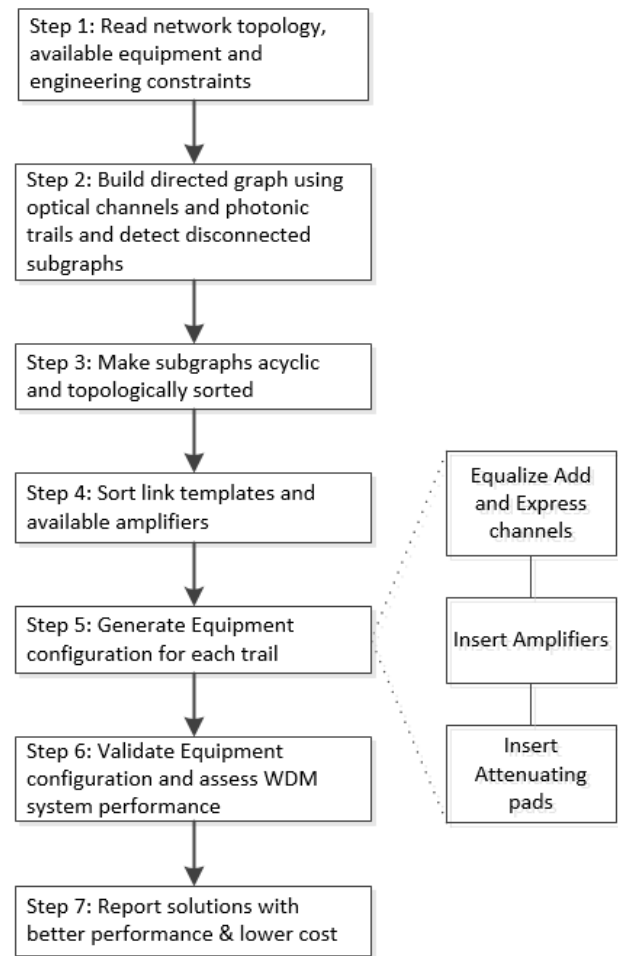 Step 1: Read network topology,
available equipment and
engineering constraints
Step 2: Build directed graph using
optical channels and photonic
trails and detect disconnected
subgraphs
Step 3: Make subgraphs acyclic
and topologically sorted
Step 4: Sort link templates and
available amplifiers
Step 5: Generate Equipment
configuration for each trail
Equalize Add
and Express
channels
Insert Amplifiers
Insert
Attenuating
pads
Step 6: Validate Equipment
configuration and assess WDM
system performance
Step 7: Report solutions with
better performance & lower cost